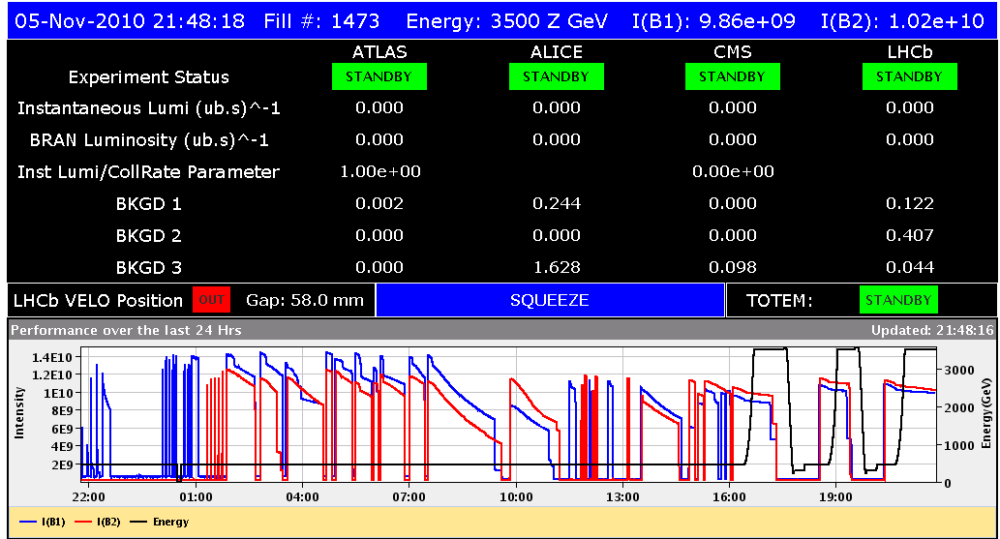 05-Nov-2010 21:48:18 Fill #: 1473 Energy: 3500 Z GeV I(B1): 9.86e+09 I(B2): 1.02e+10
ATLAS ALICE CMS LHCb
Experiment Status STANDBY STANDBY STANDBY STANDBY
Instantaneous Lumi (ub.s)^-1 0.000 0.000 0.000 0.000
BRAN Luminosity (ub.s)^-1 0.000 0.000 0.000 0.000
Inst Lumi/CollRate Parameter 1.00e+00 0.00e+00
BKGD 1 0.002 0.244 0.000 0.122
BKGD 2 0.000 0.000 0.000 0.407
BKGD 3 0.000 1.628 0.098 0.044
LHCb VELO Position OUT Gap: 58.0 mm SQUEEZE TOTEM: STANDBY
Performance over the last 24 Hrs Updated: 21:48:16
Intensity
1.4E10
1.2E10
1E10
8E9
6E9
4E9
2E9
3000
2000
1000
0
Energy(GeV)
22:00 01:00 04:00 07:00 10:00 13:00 16:00 19:00
I(B1) I(B2) Energy